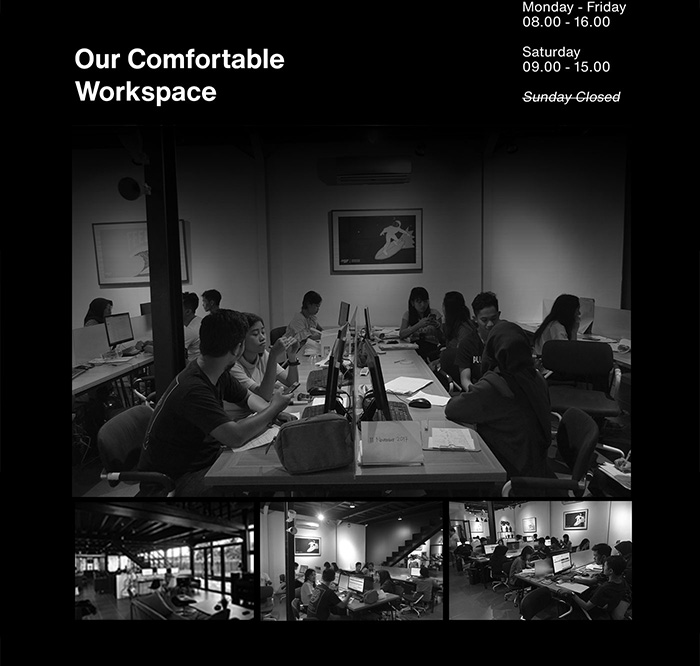 Monday - Friday
08.00 - 16.00
Our Comfortable
Workspace
Saturday
09.00 - 15.00
Sunday Closed